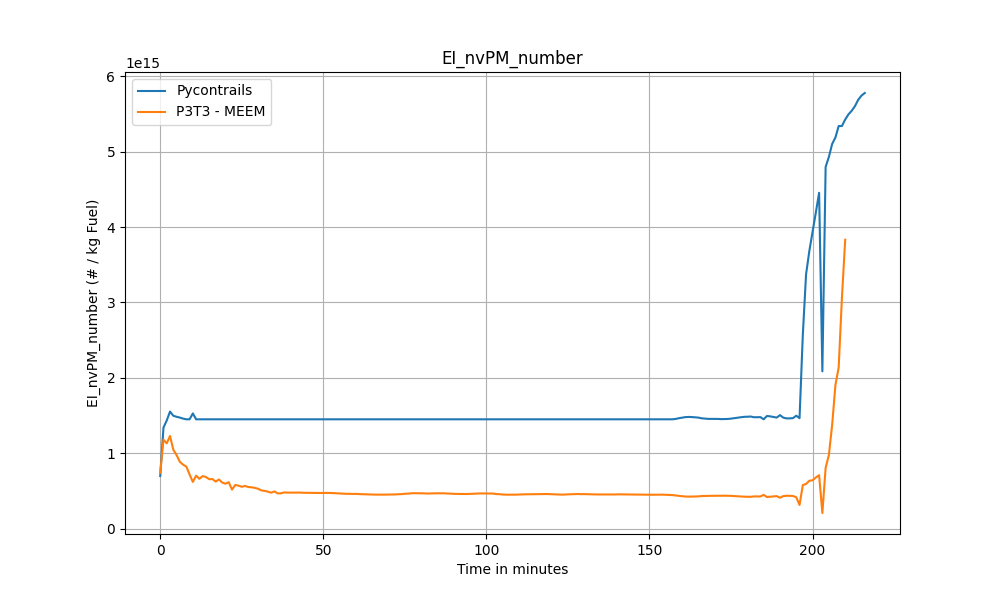 EI_nvPM_number
1e15
Pycontrails
P3T3 - MEEM
6
5
4
3
2
1
0
EI_nvPM_number (# / kg Fuel)
0 50 100 150 200
Time in minutes